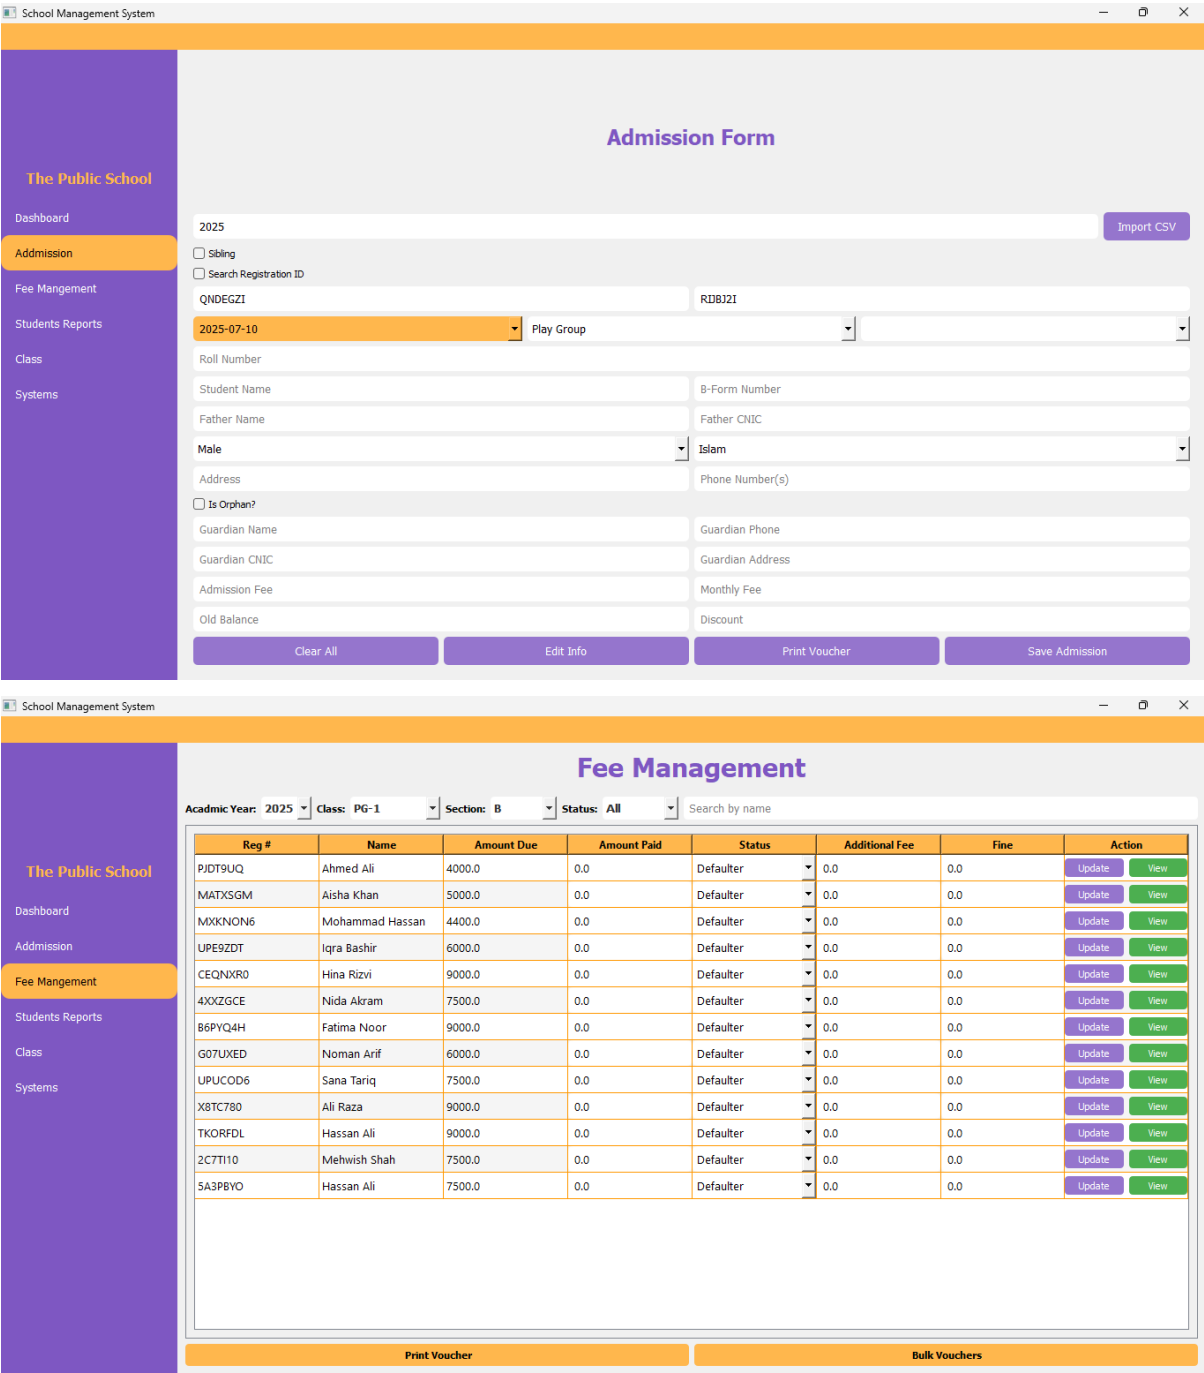 School Management System
Admission Form
The Public School
Dashboard
Addmission
Fee Mangement
Students Reports
Class
Systems
2025 Import CSV
Sibling
Search Registration ID
QNDEGZI RIJBJ2I
2025-07-10 Play Group
Roll Number
Student Name B-Form Number
Father Name Father CNIC
Male Islam
Address Phone Number(s)
Is Orphan?
Guardian Name Guardian Phone
Guardian CNIC Guardian Address
Admission Fee Monthly Fee
Old Balance Discount
Clear All Edit Info Print Voucher Save Admission
School Management System
Fee Management
The Public School
Dashboard
Addmission
Fee Mangement
Students Reports
Class
Systems
Acadmic Year: 2025 Class: PG-1 Section: B Status: All Search by name
Reg # Name Amount Due Amount Paid Status Additional Fee Fine Action
PJDT9UQ Ahmed Ali 4000.0 0.0 Defaulter 0.0 0.0 Update View
MATXSGM Aisha Khan 5000.0 0.0 Defaulter 0.0 0.0 Update View
MXKNON6 Mohammad Hassan 4400.0 0.0 Defaulter 0.0 0.0 Update View
UPE9ZDT Iqra Bashir 6000.0 0.0 Defaulter 0.0 0.0 Update View
CEQNXR0 Hina Rizvi 9000.0 0.0 Defaulter 0.0 0.0 Update View
4XXZGCE Nida Akram 7500.0 0.0 Defaulter 0.0 0.0 Update View
B6PYQ4H Fatima Noor 9000.0 0.0 Defaulter 0.0 0.0 Update View
G07UXED Noman Arif 6000.0 0.0 Defaulter 0.0 0.0 Update View
UPUCOD6 Sana Tariq 7500.0 0.0 Defaulter 0.0 0.0 Update View
X8TC780 Ali Raza 9000.0 0.0 Defaulter 0.0 0.0 Update View
TKORFDL Hassan Ali 9000.0 0.0 Defaulter 0.0 0.0 Update View
2C7TI10 Mehwish Shah 7500.0 0.0 Defaulter 0.0 0.0 Update View
5A3PBYO Hassan Ali 7500.0 0.0 Defaulter 0.0 0.0 Update View
Print Voucher Bulk Vouchers